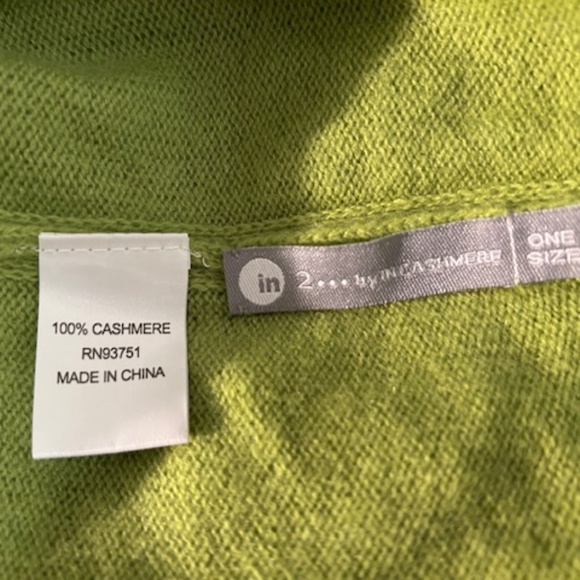 100% CASHMERE
RN93751
MADE IN CHINA
in 2... by IN CASHMERE
ONE
SIZE